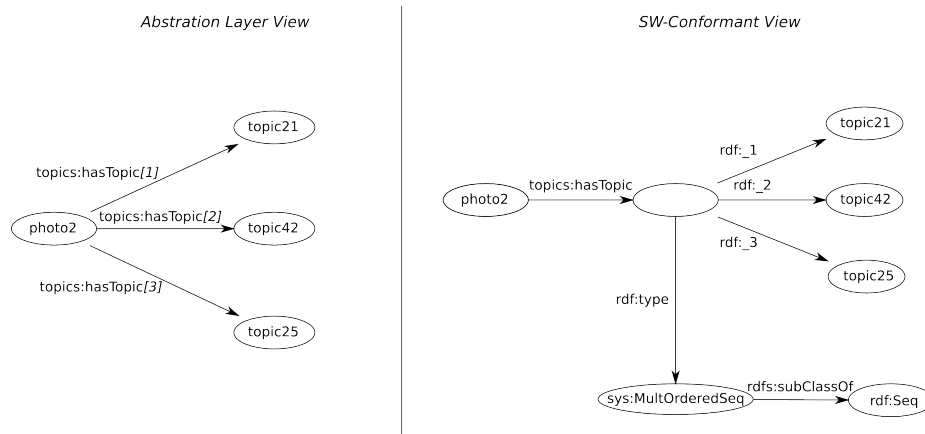 Abstration Layer View
topic21
topics:hasTopic[1]
topics:hasTopic[2]
photo2
topic42
topics:hasTopic[3]
topic25
SW-Conformant View
topic21
rdf:_1
topics:hasTopic
rdf:_2
photo2
topic42
rdf:_3
topic25
rdf:type
rdfs:subClassOf
sys:MultOrderedSeq
rdf:Seq